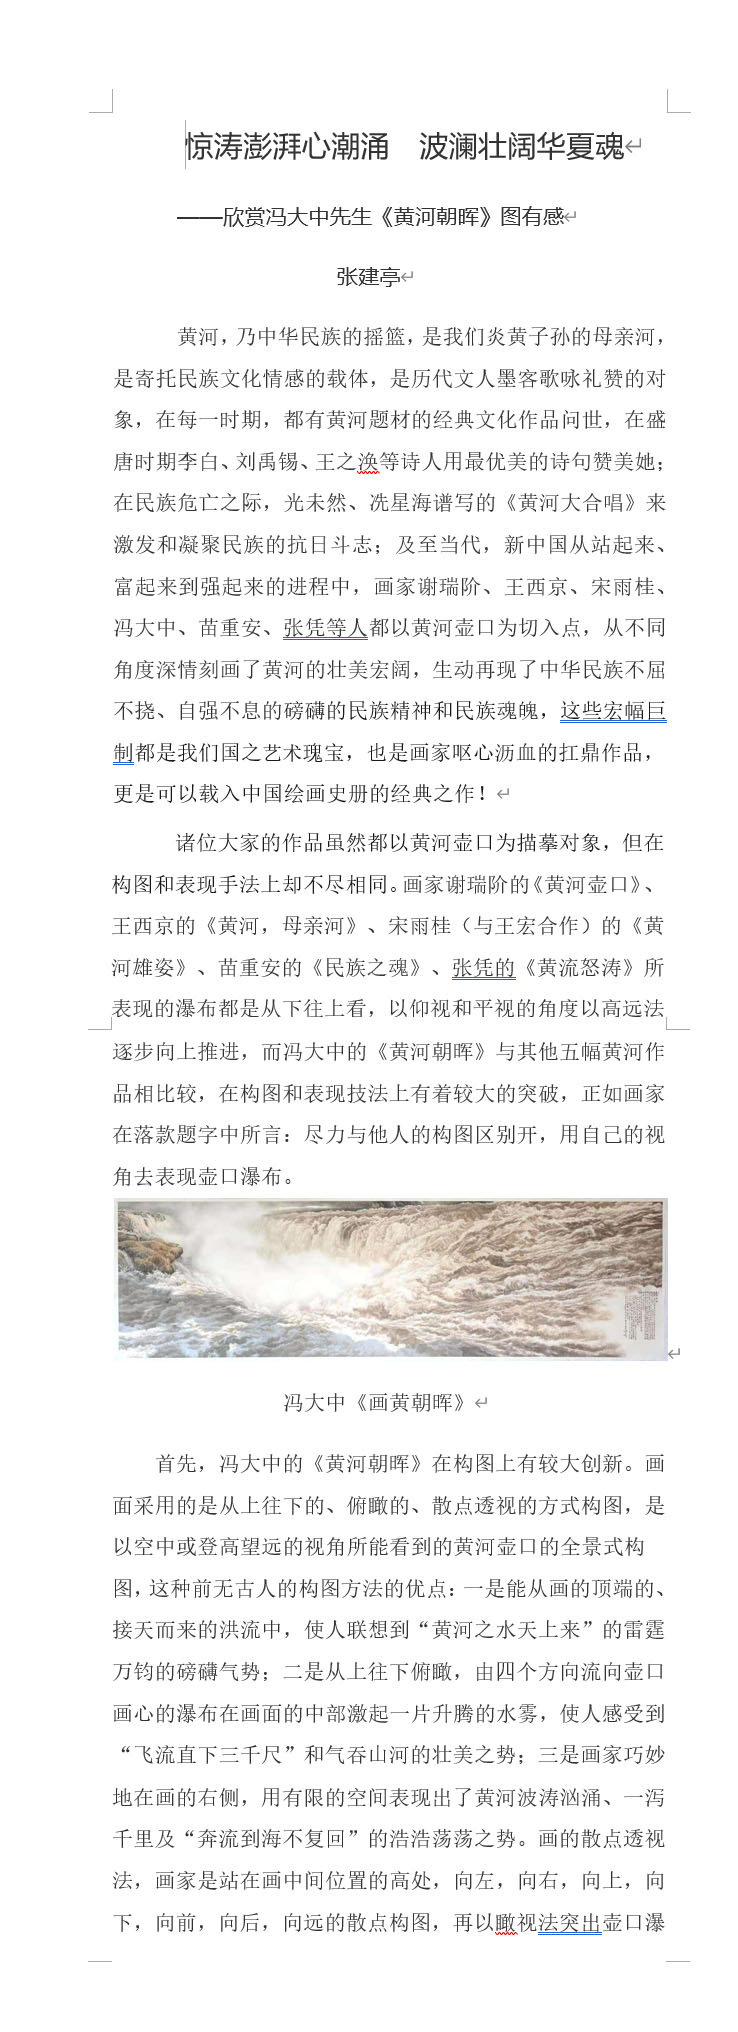 惊涛澎湃心潮涌　波澜壮阔华夏魂
——欣赏冯大中先生《黄河朝晖》图有感
张建亭
黄河，乃中华民族的摇篮，是我们炎黄子孙的母亲河，
是寄托民族文化情感的载体，是历代文人墨客歌咏礼赞的对
象，在每一时期，都有黄河题材的经典文化作品问世，在盛
唐时期李白、刘禹锡、王之涣等诗人用最优美的诗句赞美她；
在民族危亡之际，光未然、冼星海谱写的《黄河大合唱》来
激发和凝聚民族的抗日斗志；及至当代，新中国从站起来、
富起来到强起来的进程中，画家谢瑞阶、王西京、宋雨桂、
冯大中、苗重安、张凭等人都以黄河壶口为切入点，从不同
角度深情刻画了黄河的壮美宏阔，生动再现了中华民族不屈
不挠、自强不息的磅礴的民族精神和民族魂魄，这些宏幅巨
制都是我们国之艺术瑰宝，也是画家呕心沥血的扛鼎作品，
更是可以载入中国绘画史册的经典之作！
诸位大家的作品虽然都以黄河壶口为描摹对象，但在
构图和表现手法上却不尽相同。画家谢瑞阶的《黄河壶口》、
王西京的《黄河，母亲河》、宋雨桂（与王宏合作）的《黄
河雄姿》、苗重安的《民族之魂》、张凭的《黄流怒涛》所
表现的瀑布都是从下往上看，以仰视和平视的角度以高远法
逐步向上推进，而冯大中的《黄河朝晖》与其他五幅黄河作
品相比较，在构图和表现技法上有着较大的突破，正如画家
在落款题字中所言：尽力与他人的构图区别开，用自己的视
角去表现壶口瀑布。
冯大中《画黄朝晖》
首先，冯大中的《黄河朝晖》在构图上有较大创新。画
面采用的是从上往下的、俯瞰的、散点透视的方式构图，是
以空中或登高望远的视角所能看到的黄河壶口的全景式构
图，这种前无古人的构图方法的优点：一是能从画的顶端的、
接天而来的洪流中，使人联想到“黄河之水天上来”的雷霆
万钧的磅礴气势；二是从上往下俯瞰，由四个方向流向壶口
画心的瀑布在画面的中部激起一片升腾的水雾，使人感受到
“飞流直下三千尺”和气吞山河的壮美之势；三是画家巧妙
地在画的右侧，用有限的空间表现出了黄河波涛汹涌、一泻
千里及“奔流到海不复回”的浩浩荡荡之势。画的散点透视
法，画家是站在画中间位置的高处，向左，向右，向上，向
下，向前，向后，向远的散点构图，再以瞰视法突出壶口瀑